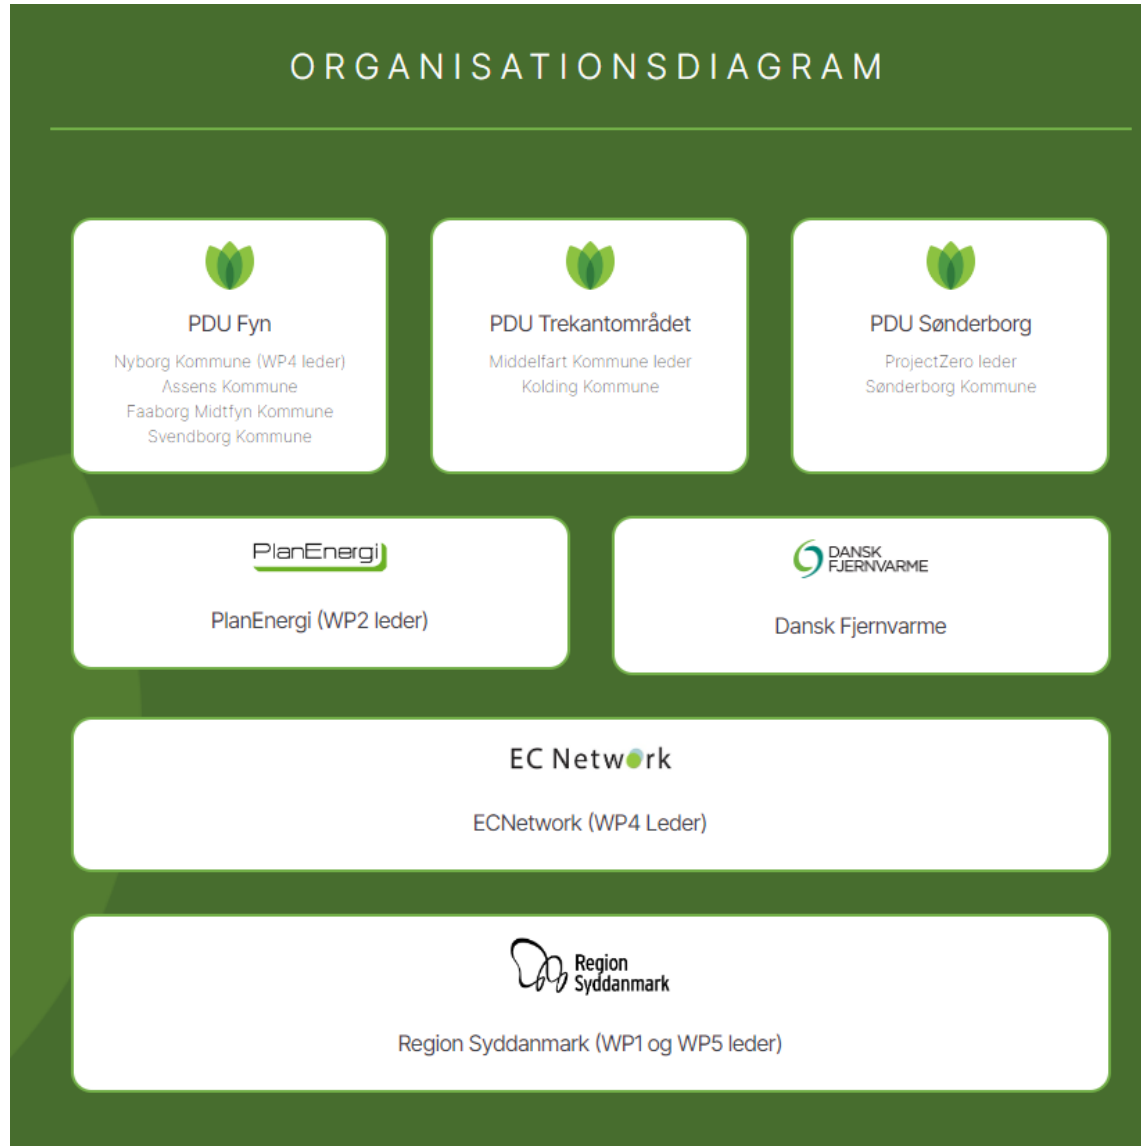 ORGANISATIONSDIAGRAM
PDU Fyn
Nyborg Kommune (WP4 leder)
Assens Kommune
Faaborg Midtfyn Kommune
Svendborg Kommune
PDU Trekantområdet
Middelfart Kommune leder
Kolding Kommune
PDU Sønderborg
ProjectZero leder
Sønderborg Kommune
PlanEnergi
PlanEnergi (WP2 leder)
DANSK
FJERNVARME
Dansk Fjernvarme
EC Network
ECNetwork (WP4 Leder)
Region
Syddanmark
Region Syddanmark (WP1 og WP5 leder)